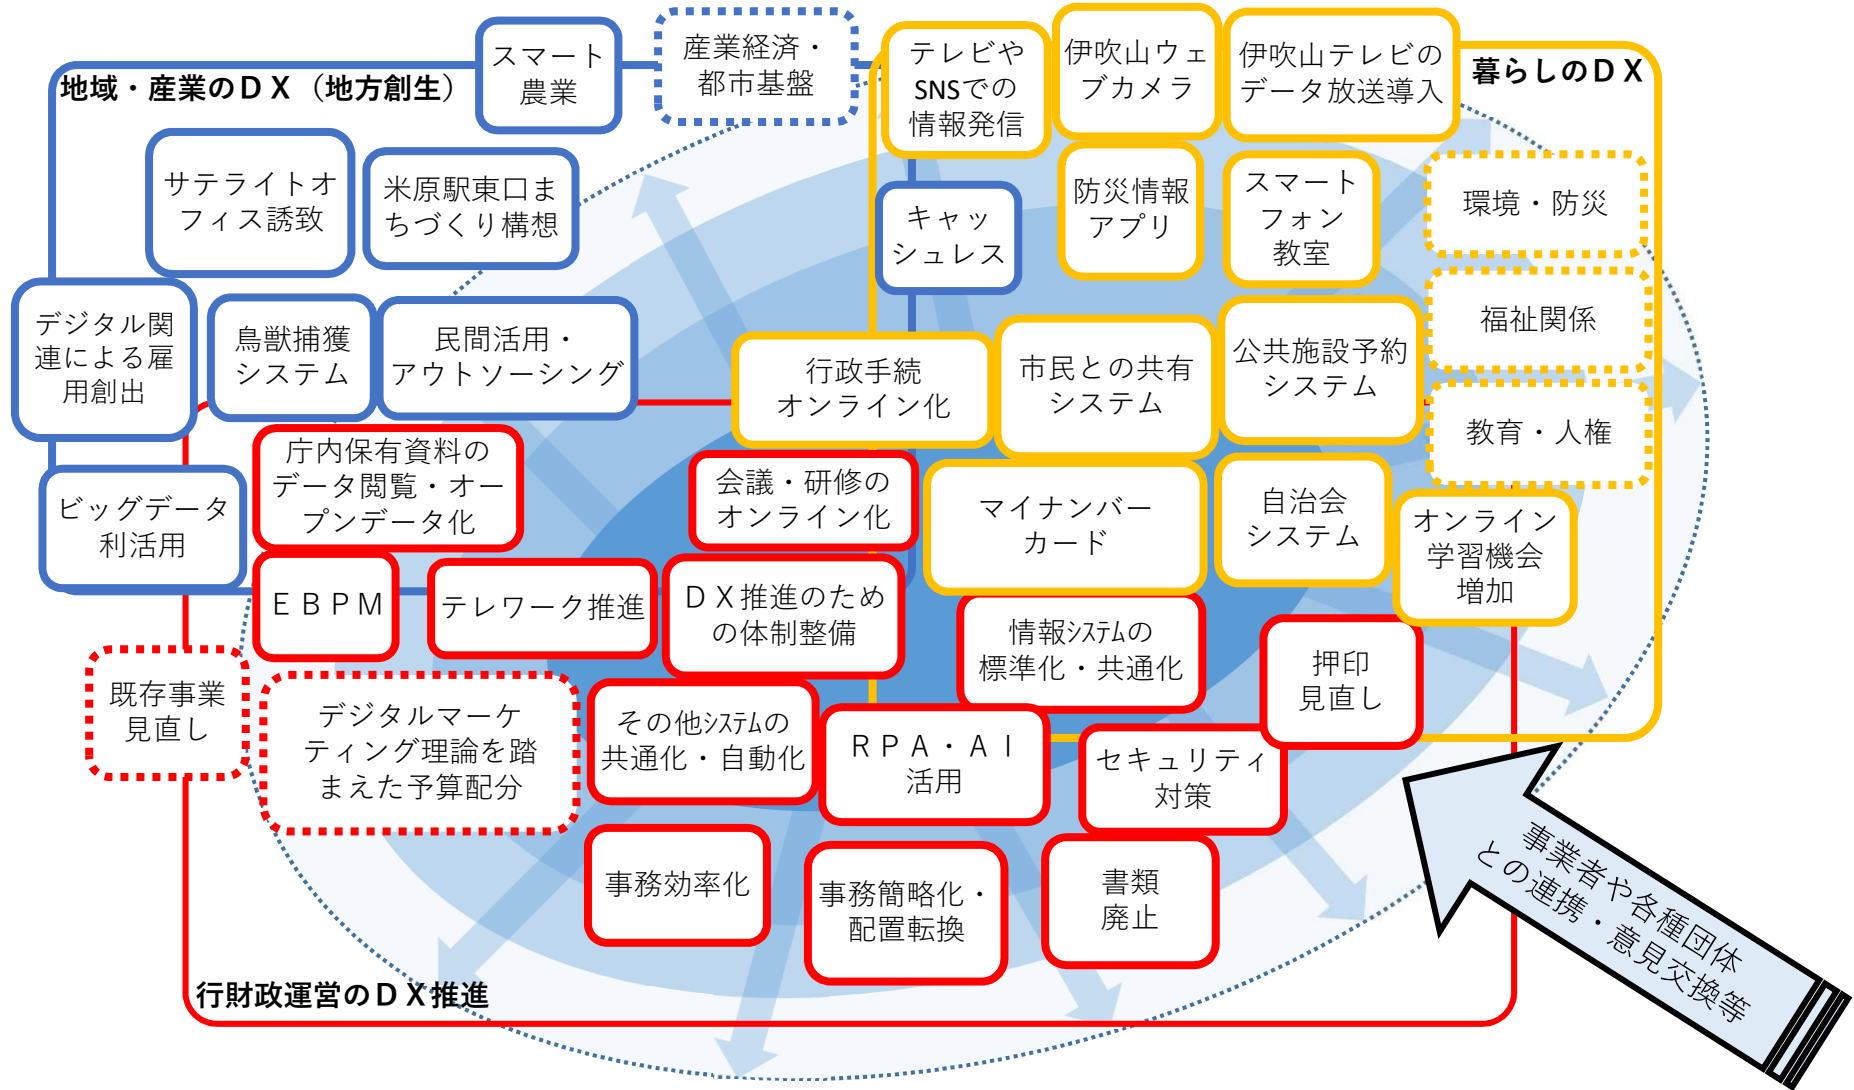 地域・産業のＤＸ（地方創生）
スマート
農業
産業経済・
都市基盤
テレビや
SNSでの
情報発信
伊吹山ウェ
ブカメラ
伊吹山テレビの
データ放送導入
暮らしのＤＸ
サテライトオ
フィス誘致
米原駅東口ま
ちづくり構想
キャッ
シュレス
防災情報
アプリ
スマート
フォン
教室
環境・防災
デジタル関
連による雇
用創出
鳥獣捕獲
システム
民間活用・
アウトソーシング
行政手続
オンライン化
市民との共有
システム
公共施設予約
システム
福祉関係
教育・人権
ビッグデータ
利活用
庁内保有資料の
データ閲覧・オー
プンデータ化
会議・研修の
オンライン化
マイナンバー
カード
自治会
システム
オンライン
学習機会
増加
ＥＢＰＭ
テレワーク推進
ＤＸ推進のため
の体制整備
情報ｼｽﾃﾑの
標準化・共通化
押印
見直し
既存事業
見直し
デジタルマーケ
ティング理論を踏
まえた予算配分
その他ｼｽﾃﾑの
共通化・自動化
ＲＰＡ・ＡＩ
活用
セキュリティ
対策
事務効率化
事務簡略化・
配置転換
書類
廃止
事業者や各種団体
との連携・意見交換等
行財政運営のＤＸ推進